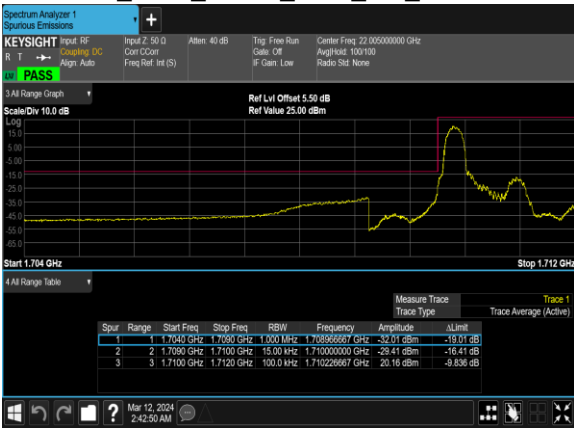 Spectrum Analyzer 1
Spurious Emissions
KEYSIGHT Input: RF Input Z: 50 Ω Atten: 40 dB Trig: Free Run Center Freq: 22.005000000 GHz
R T Coupling: DC Corr CCorr Gate: Off Avg|Hold: 100/100
Align: Auto Freq Ref: Int (S) IF Gain: Low Radio Std: None
PASS
3 All Range Graph
Ref Lvl Offset 5.50 dB
Scale/Div 10.0 dB Ref Value 25.00 dBm
Log
15.0
5.00
-5.00
-15.0
-25.0
-35.0
-45.0
-55.0
-65.0
Start 1.704 GHz Stop 1.712 GHz
4 All Range Table
Measure Trace Trace 1
Trace Type Trace Average (Active)
Spur Range Start Freq Stop Freq RBW Frequency Amplitude ΔLimit
1 1 1.7040 GHz 1.7090 GHz 1.000 MHz 1.708966667 GHz -32.01 dBm -19.01 dB
2 2 1.7090 GHz 1.7100 GHz 15.00 kHz 1.710000000 GHz -29.41 dBm -16.41 dB
3 3 1.7100 GHz 1.7120 GHz 100.0 kHz 1.710226667 GHz 20.16 dBm -9.836 dB
Mar 12, 2024
2:42:50 AM